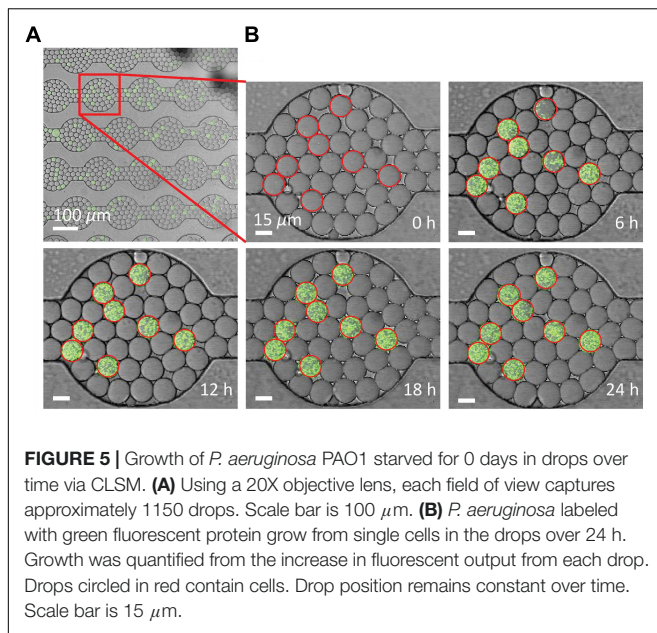 A
B
100 μm
15 μm
0 h
6 h
12 h
18 h
24 h
FIGURE 5 | Growth of P. aeruginosa PAO1 starved for 0 days in drops over
time via CLSM. (A) Using a 20X objective lens, each field of view captures
approximately 1150 drops. Scale bar is 100 μm. (B) P. aeruginosa labeled
with green fluorescent protein grow from single cells in the drops over 24 h.
Growth was quantified from the increase in fluorescent output from each drop.
Drops circled in red contain cells. Drop position remains constant over time.
Scale bar is 15 μm.